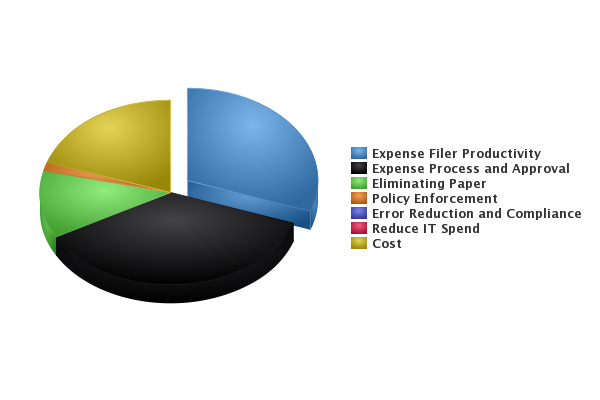 Expense Filer Productivity
Expense Process and Approval
Eliminating Paper
Policy Enforcement
Error Reduction and Compliance
Reduce IT Spend
Cost